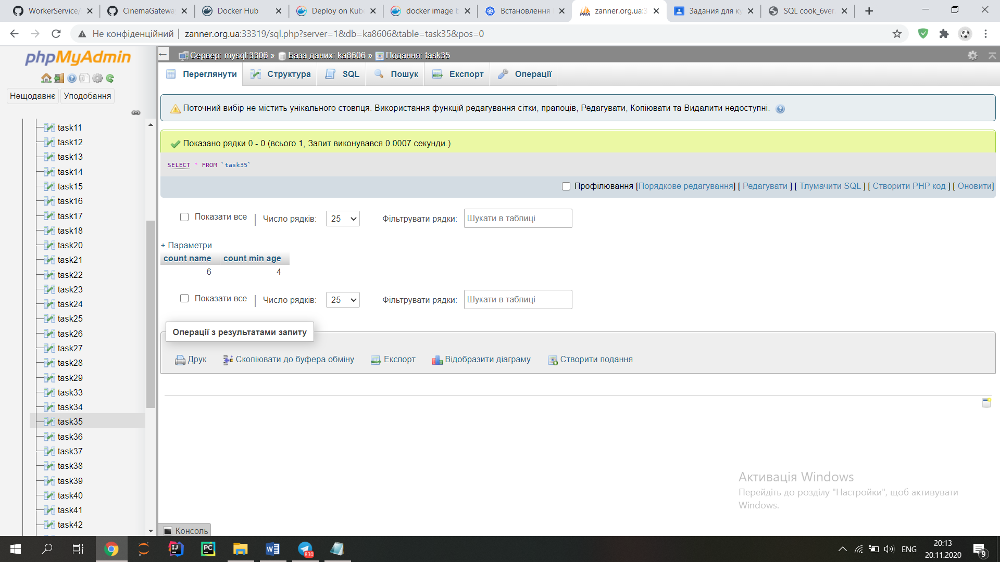 WorkerService/
CinemaGatewa
Docker Hub
Deploy on Kub
docker image b
Встановлення
zanner.org.ua:3
Задания для ку
SQL cook_6ver
Не конфіденційний
zanner.org.ua:33319/sql.php?server=1&db=ka8606&table=task35&pos=0
phpMyAdmin
Нещодавнє
Уподобання
task11
task12
task13
task14
task15
task16
task17
task18
task20
task21
task22
task23
task24
task25
task26
task27
task28
task29
task33
task34
task35
task36
task37
task38
task39
task40
task41
task42
Сервер: mysql:3306 » База даних: ka8606 » Подання: task35
Переглянути
Структура
SQL
Пошук
Експорт
Операції
Поточний вибір не містить унікального стовпця. Використання функцій редагування сітки, прапоців, Редагувати, Копіювати та Видалити недоступні.
Показано рядки 0 - 0 (всього 1, Запит виконувався 0.0007 секунди.)
SELECT * FROM `task35`
Профілювання [Порядкове редагування] [ Редагувати ] [ Тлумачити SQL ] [ Створити PHP код ] [ Оновити]
Показати все | Число рядків: 25 Фільтрувати рядки: Шукати в таблиці
+ Параметри
count name count min age
6 4
Показати все | Число рядків: 25 Фільтрувати рядки: Шукати в таблиці
Операції з результатами запиту
Друк
Скопіювати до буфера обміну
Експорт
Відобразити діаграму
Створити подання
Активація Windows
Перейдіть до розділу "Настройки", щоб активувати
Windows.
Консоль
IJ
PC
W
830
ENG
20:13
20.11.2020
9